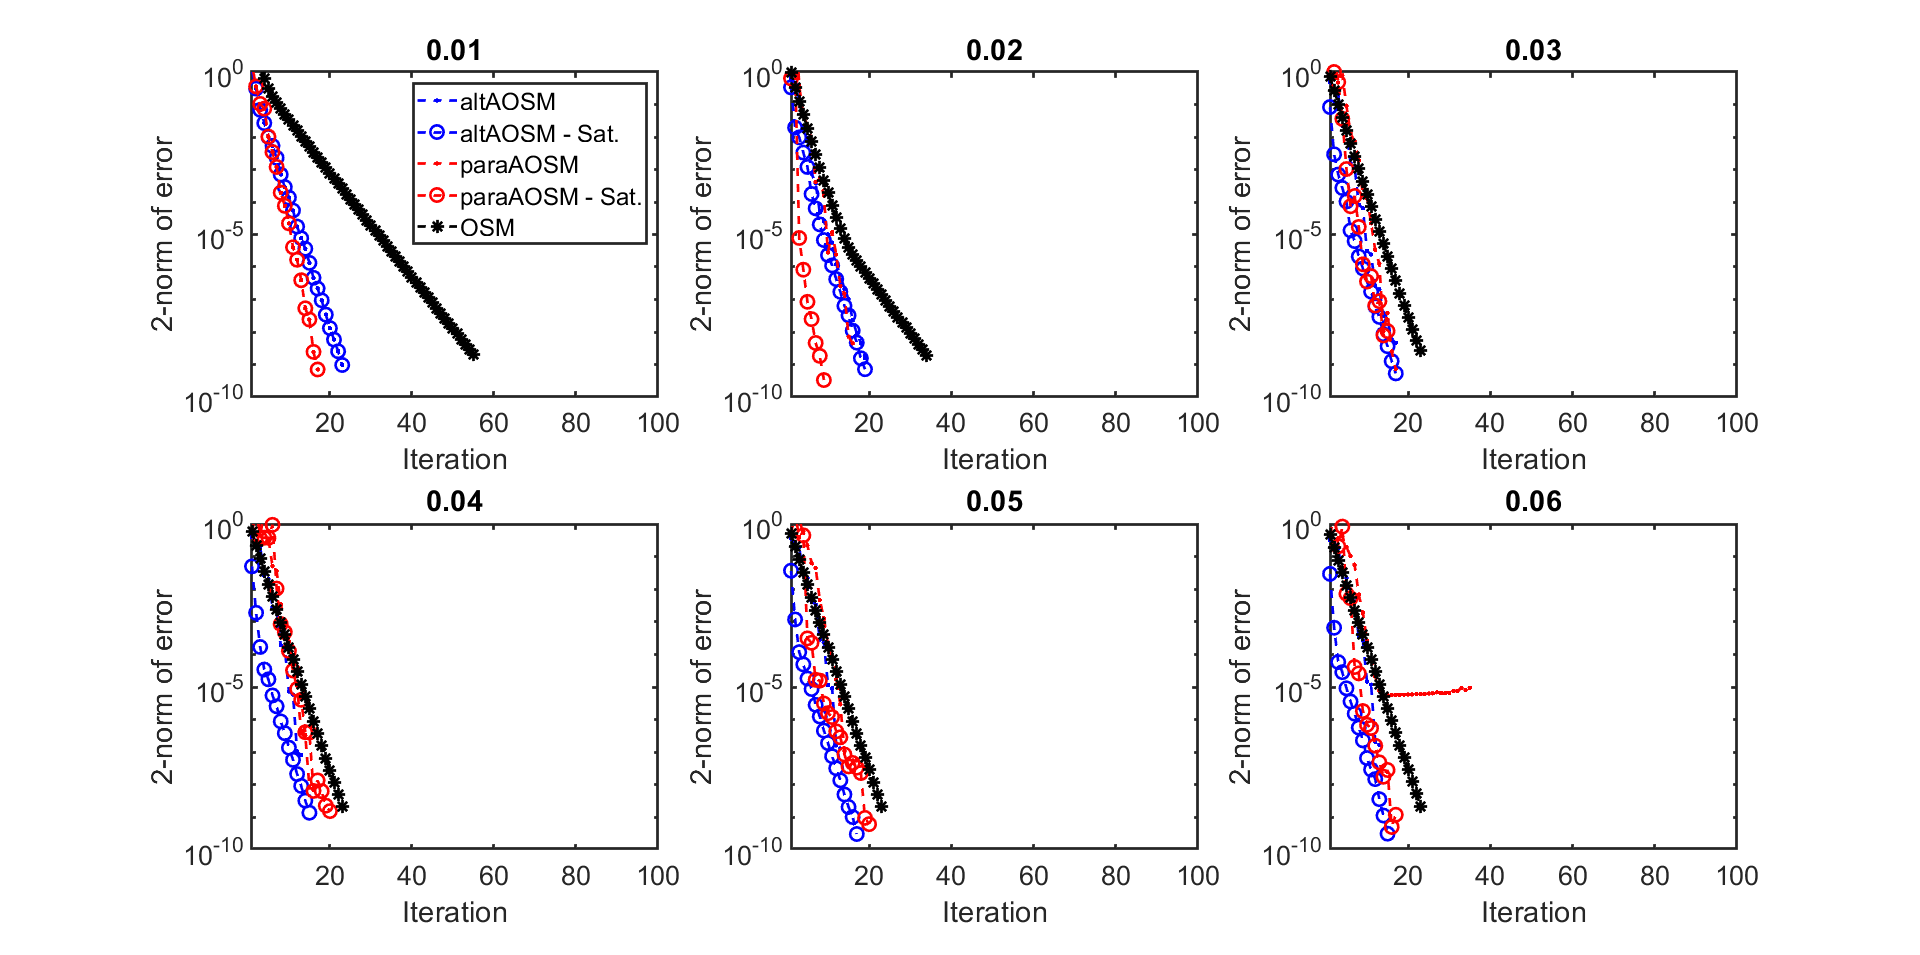 0.01
10^0
10^-5
10^-10
2-norm of error
altAOSM
altAOSM - Sat.
paraAOSM
paraAOSM - Sat.
OSM
20 40 60 80 100
Iteration
0.02
10^0
10^-5
10^-10
2-norm of error
20 40 60 80 100
Iteration
0.03
10^0
10^-5
10^-10
2-norm of error
20 40 60 80 100
Iteration
0.04
10^0
10^-5
10^-10
2-norm of error
20 40 60 80 100
Iteration
0.05
10^0
10^-5
10^-10
2-norm of error
20 40 60 80 100
Iteration
0.06
10^0
10^-5
10^-10
2-norm of error
20 40 60 80 100
Iteration